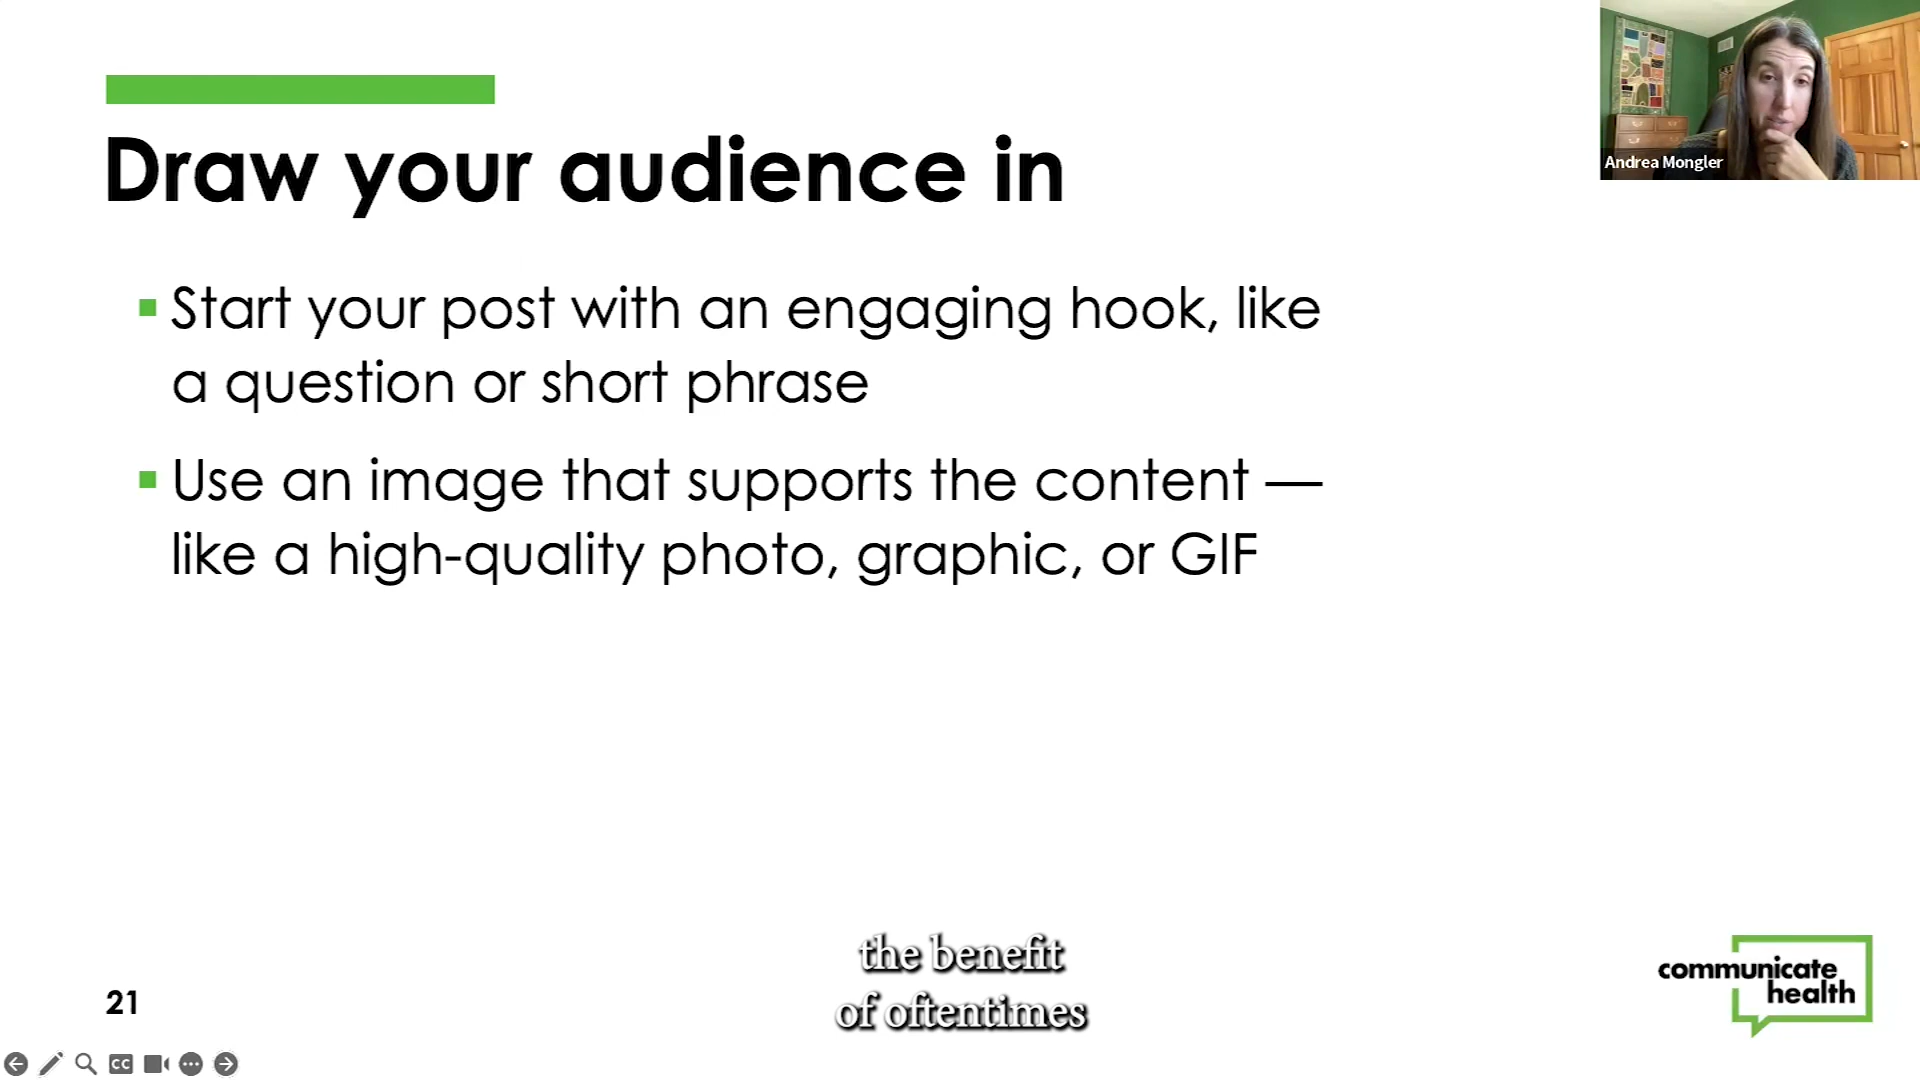 Andrea Mongler
Draw your audience in
Start your post with an engaging hook, like
a question or short phrase
Use an image that supports the content —
like a high-quality photo, graphic, or GIF
the benefit
of oftentimes
21
communicate
health
CC